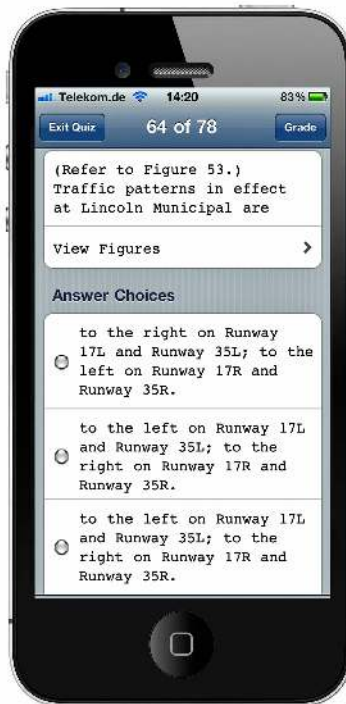 Telekom.de 14:20 83%
Exit Quiz 64 of 78 Grade
(Refer to Figure 53.)
Traffic patterns in effect
at Lincoln Municipal are
View Figures
Answer Choices
to the right on Runway
17L and Runway 35L; to the
left on Runway 17R and
Runway 35R.
to the left on Runway 17L
and Runway 35L; to the
right on Runway 17R and
Runway 35R.
to the left on Runway 17L
and Runway 35L; to the
right on Runway 17R and
Runway 35R.